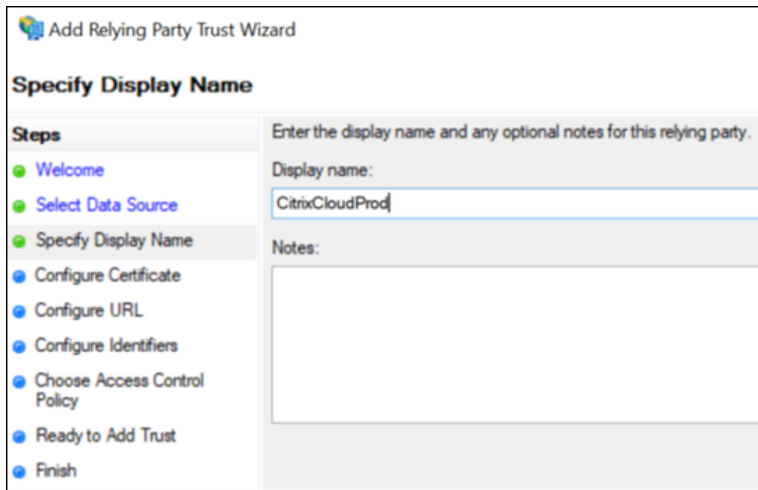 Add Relying Party Trust Wizard
Specify Display Name
Steps
Welcome
Select Data Source
Specify Display Name
Configure Certificate
Configure URL
Configure Identifiers
Choose Access Control
Policy
Ready to Add Trust
Finish
Enter the display name and any optional notes for this relying party.
Display name:
CitrixCloudProd
Notes: